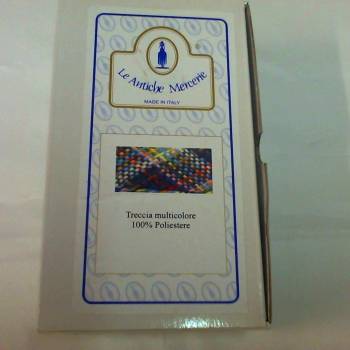 Le Antiche Mercerie
MADE IN ITALY
Treccia multicolore
100% Poliestere